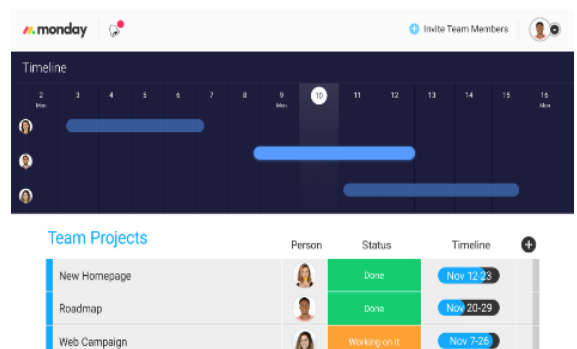 monday
Invite Team Members
Timeline
2 3 4 5 6 7 8 9 10 11 12 13 14 15 16
Mon Mon Mon
Team Projects
Person Status Timeline
New Homepage Done Nov 12-23
Roadmap Done Nov 20-29
Web Campaign Working on it Nov 7-26